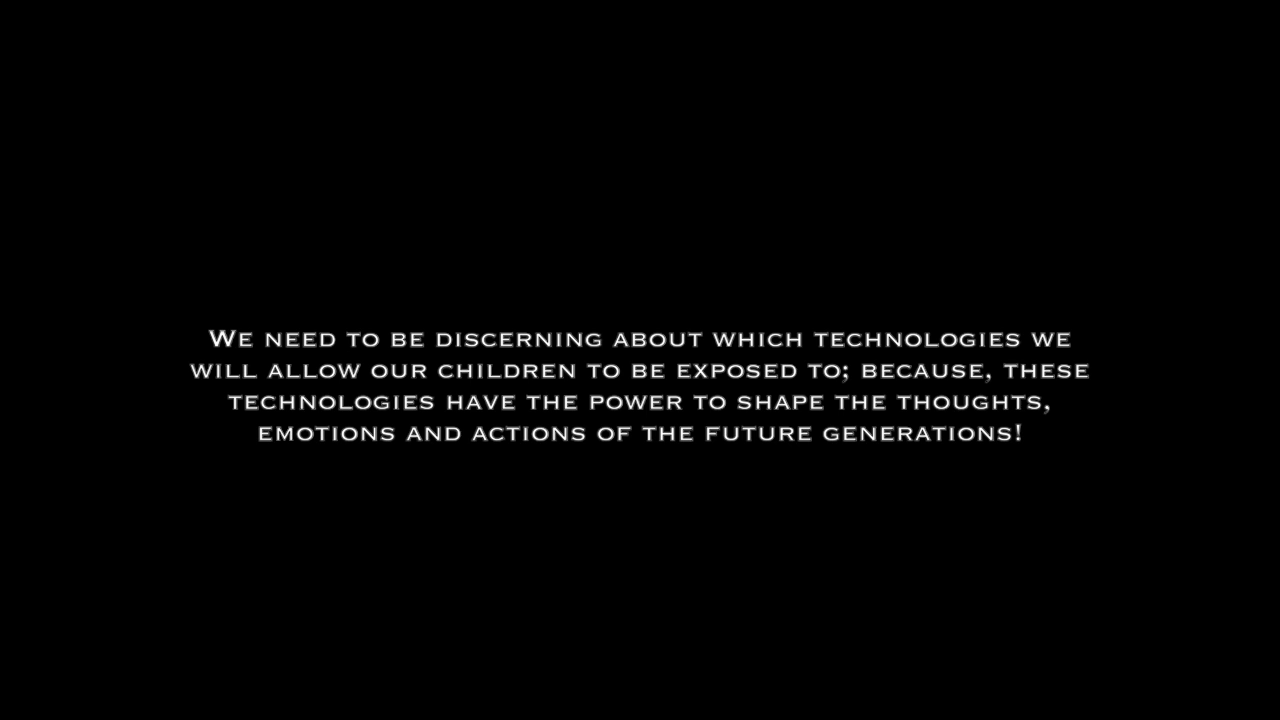 We need to be discerning about which technologies we
will allow our children to be exposed to; because, these
technologies have the power to shape the thoughts,
emotions and actions of the future generations!